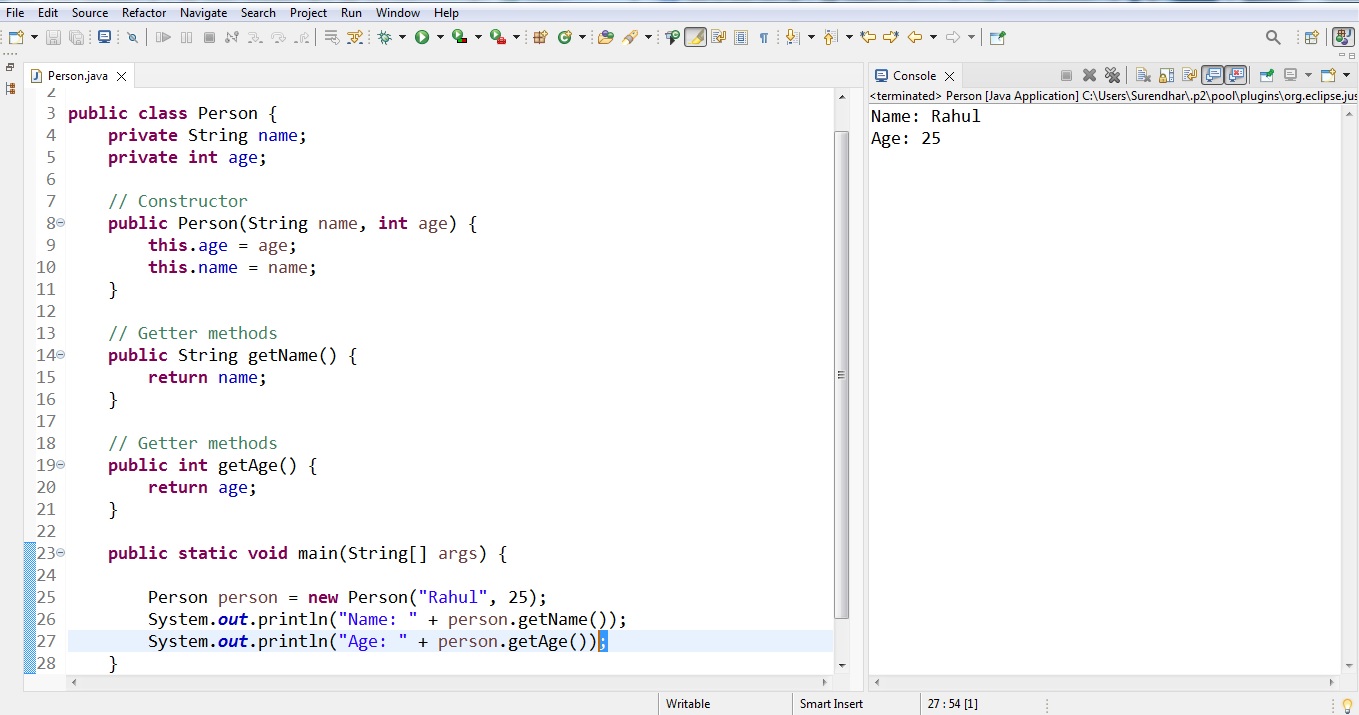 File Edit Source Refactor Navigate Search Project Run Window Help
Person.java
2
3 public class Person {
4     private String name;
5     private int age;
6
7     // Constructor
8     public Person(String name, int age) {
9         this.age = age;
10         this.name = name;
11     }
12
13     // Getter methods
14     public String getName() {
15         return name;
16     }
17
18     // Getter methods
19     public int getAge() {
20         return age;
21     }
22
23     public static void main(String[] args) {
24
25         Person person = new Person("Rahul", 25);
26         System.out.println("Name: " + person.getName());
27         System.out.println("Age: " + person.getAge());
28     }
Console
<terminated> Person [Java Application] C:\Users\Surendhar\.p2\pool\plugins\org.eclipse.jus
Name: Rahul
Age: 25
Writable Smart Insert 27 : 54 [1]